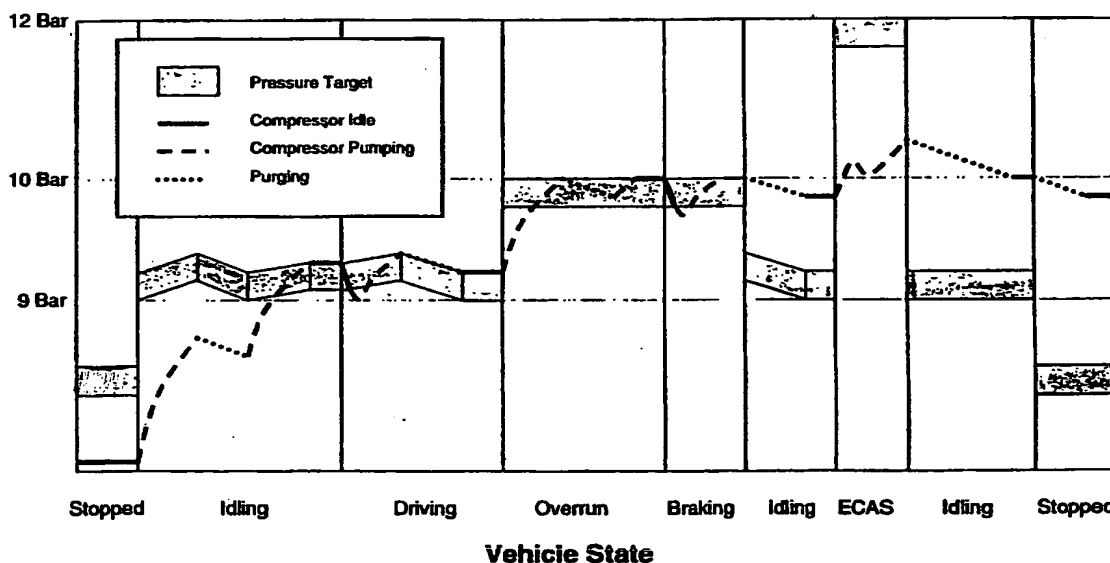 12 Bar
Pressure Target
Compressor Idle
Compressor Pumping
Purging
10 Bar
9 Bar
Stopped Idling Driving Overrun Braking Idling ECAS Idling Stopped
Vehicle State